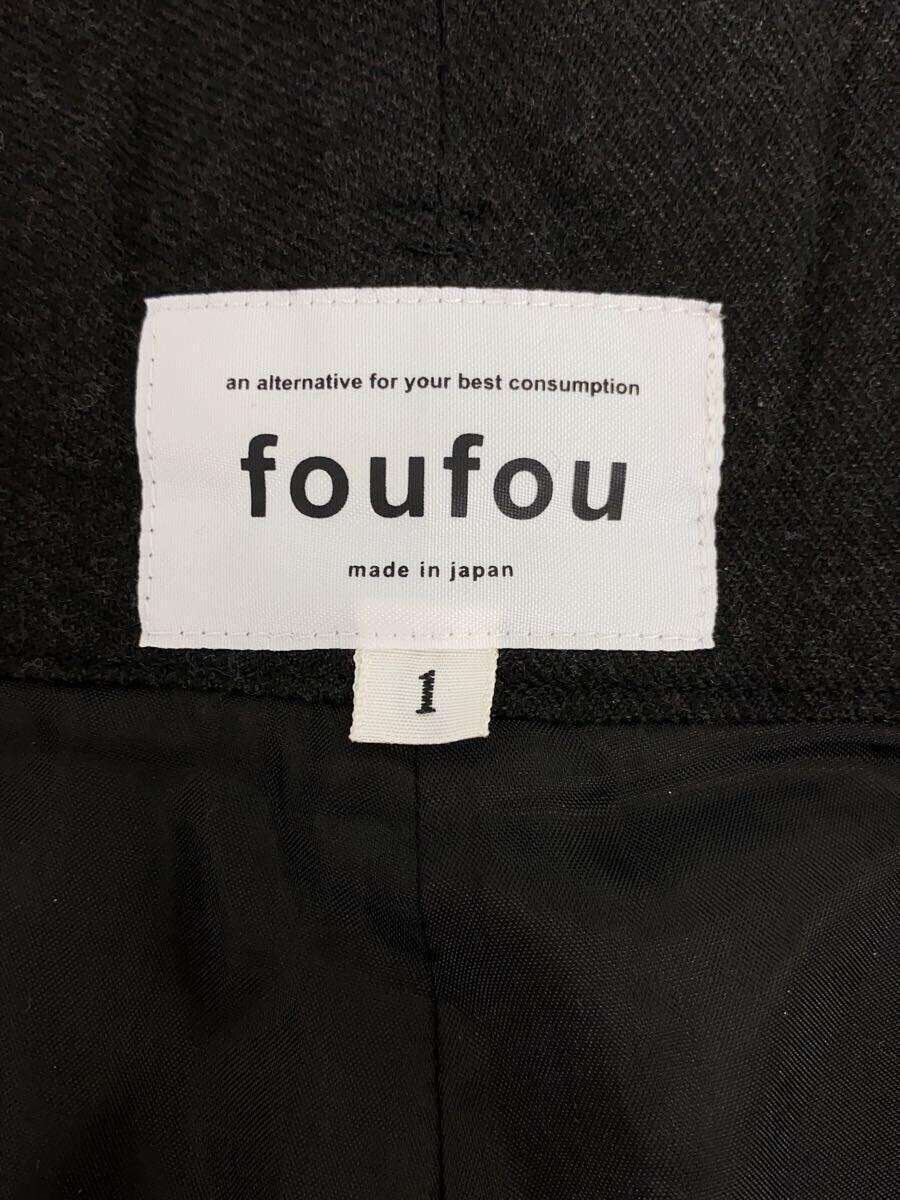 an alternative for your best consumption
foufou
made in japan
1